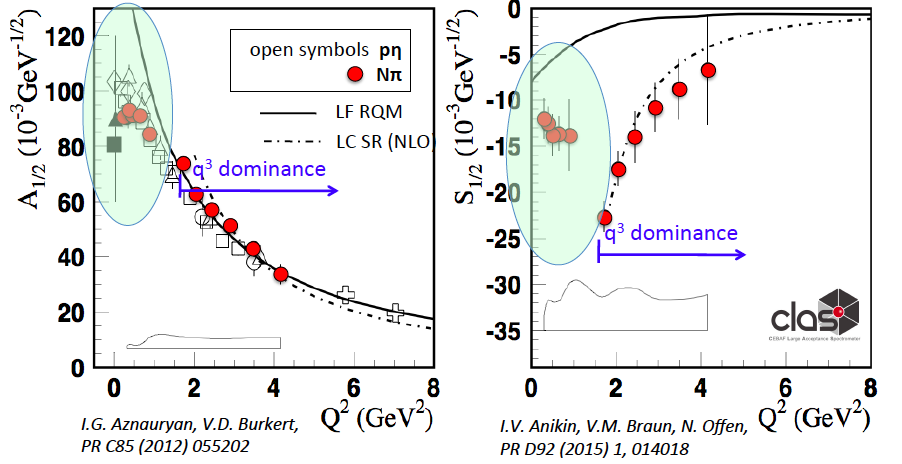 A1/2 (10-3GeV-1/2)
120
100
80
60
40
20
0
open symbols pη
Nπ
LF RQM
LC SR (NLO)
q3 dominance
0 2 4 6 8
Q2 (GeV2)
I.G. Aznauryan, V.D. Burkert,
PR C85 (2012) 055202
S1/2 (10-3GeV-1/2)
0
-5
-10
-15
-20
-25
-30
-35
q3 dominance
clas
CEBAF Large Acceptance Spectrometer
0 2 4 6 8
Q2 (GeV2)
I.V. Anikin, V.M. Braun, N. Offen,
PR D92 (2015) 1, 014018